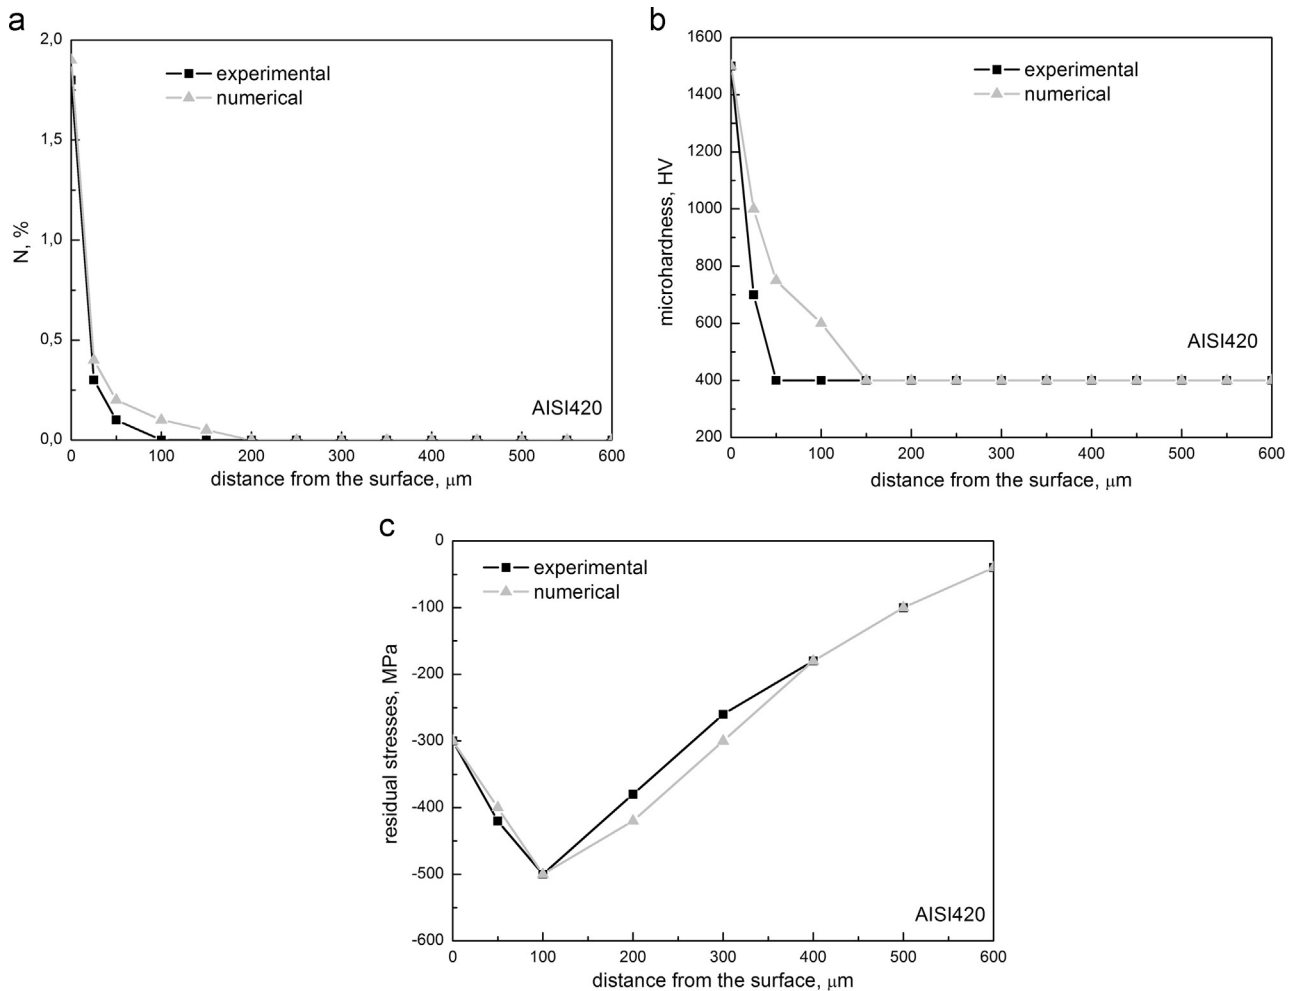 a
2,0
1,5
1,0
0,5
0,0
N, %
experimental
numerical
AISI420
0 100 200 300 400 500 600
distance from the surface, μm
b
1600
1400
1200
1000
800
600
400
200
microhardness, HV
experimental
numerical
AISI420
0 100 200 300 400 500 600
distance from the surface, μm
c
0
-100
-200
-300
-400
-500
-600
residual stresses, MPa
experimental
numerical
AISI420
0 100 200 300 400 500 600
distance from the surface, μm